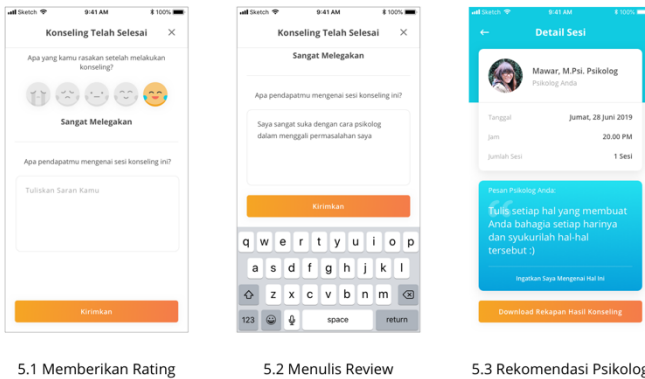 Sketch 9:41 AM 100%
Konseling Telah Selesai
Apa yang kamu rasakan setelah melakukan
konseling?
Sangat Melegakan
Apa pendapatmu mengenai sesi konseling ini?
Tuliskan Saran Kamu
Kirimkan
5.1 Memberikan Rating
Sketch 9:41 AM 100%
Konseling Telah Selesai
Sangat Melegakan
Apa pendapatmu mengenai sesi konseling ini?
Saya sangat suka dengan cara psikolog
dalam menggali permasalahan saya
Kirimkan
q w e r t y u i o p
a s d f g h j k l
z x c v b n m
123 space return
5.2 Menulis Review
Sketch 9:41 AM 100%
Detail Sesi
Mawar, M.Psi. Psikolog
Psikolog Anda
Tanggal Jumat, 28 Juni 2019
Jam 20.00 PM
Jumlah Sesi 1 Sesi
Pesan Psikolog Anda:
Tulis setiap hal yang membuat
Anda bahagia setiap harinya
dan syukurilah hal-hal
tersebut :)
Ingatkan Saya Mengenai Hal Ini
Download Rekapan Hasil Konseling
5.3 Rekomendasi Psikolog